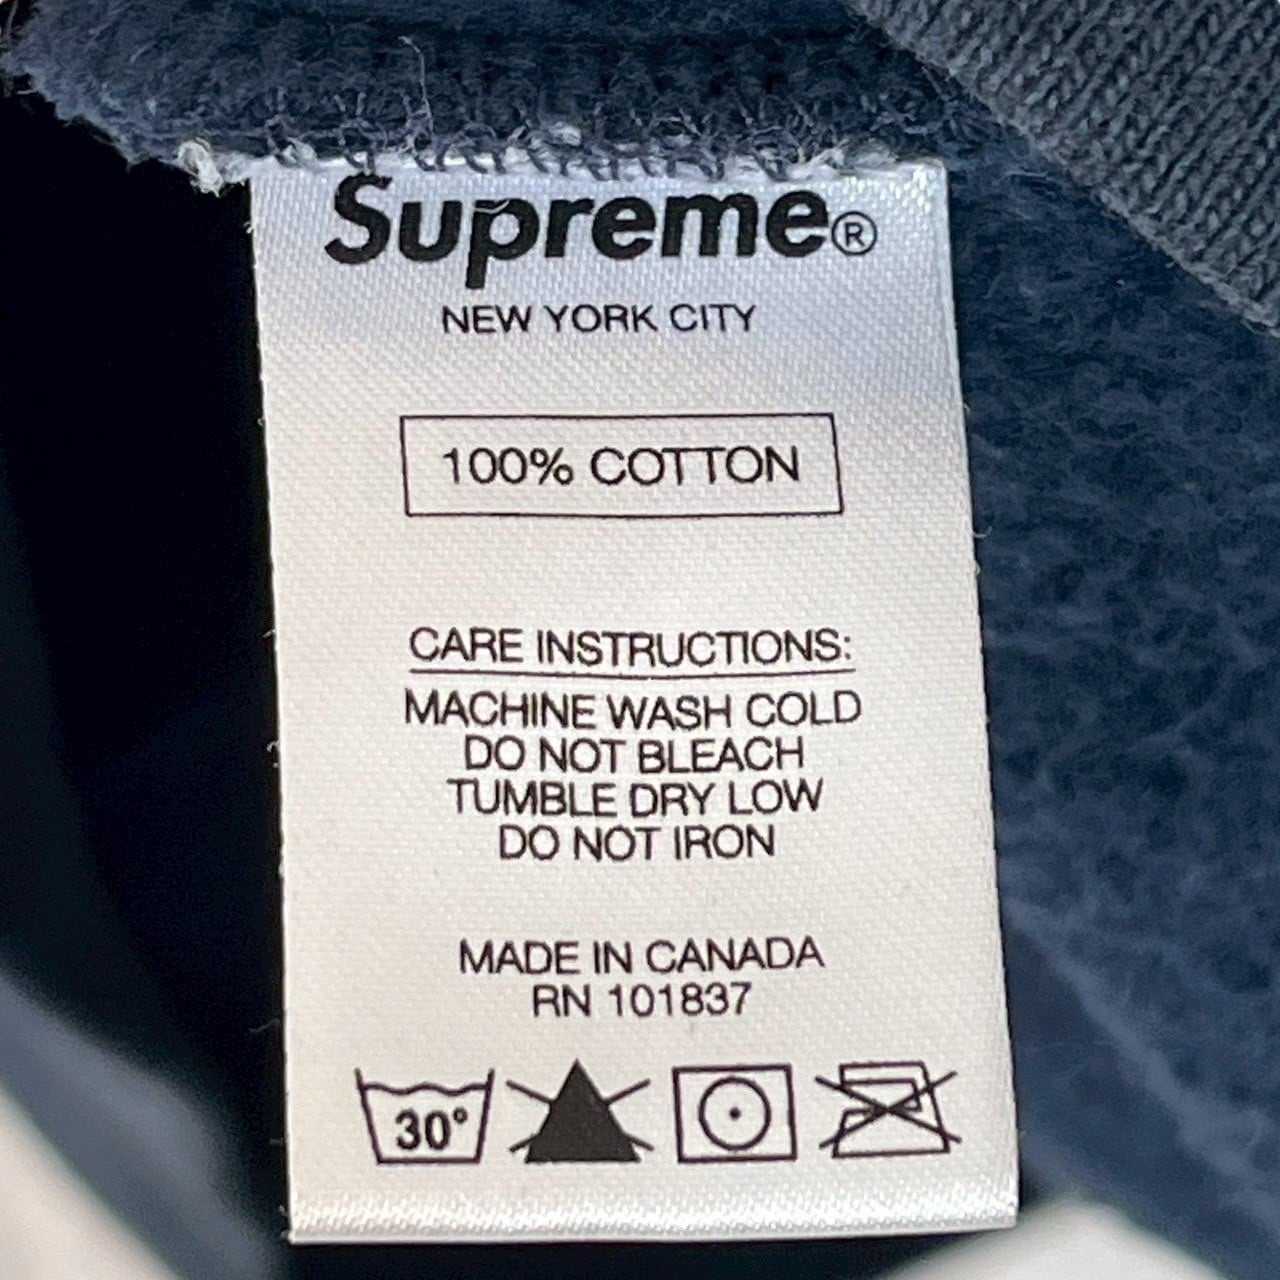 Supreme®
NEW YORK CITY
100% COTTON
CARE INSTRUCTIONS:
MACHINE WASH COLD
DO NOT BLEACH
TUMBLE DRY LOW
DO NOT IRON
MADE IN CANADA
RN 101837
30°